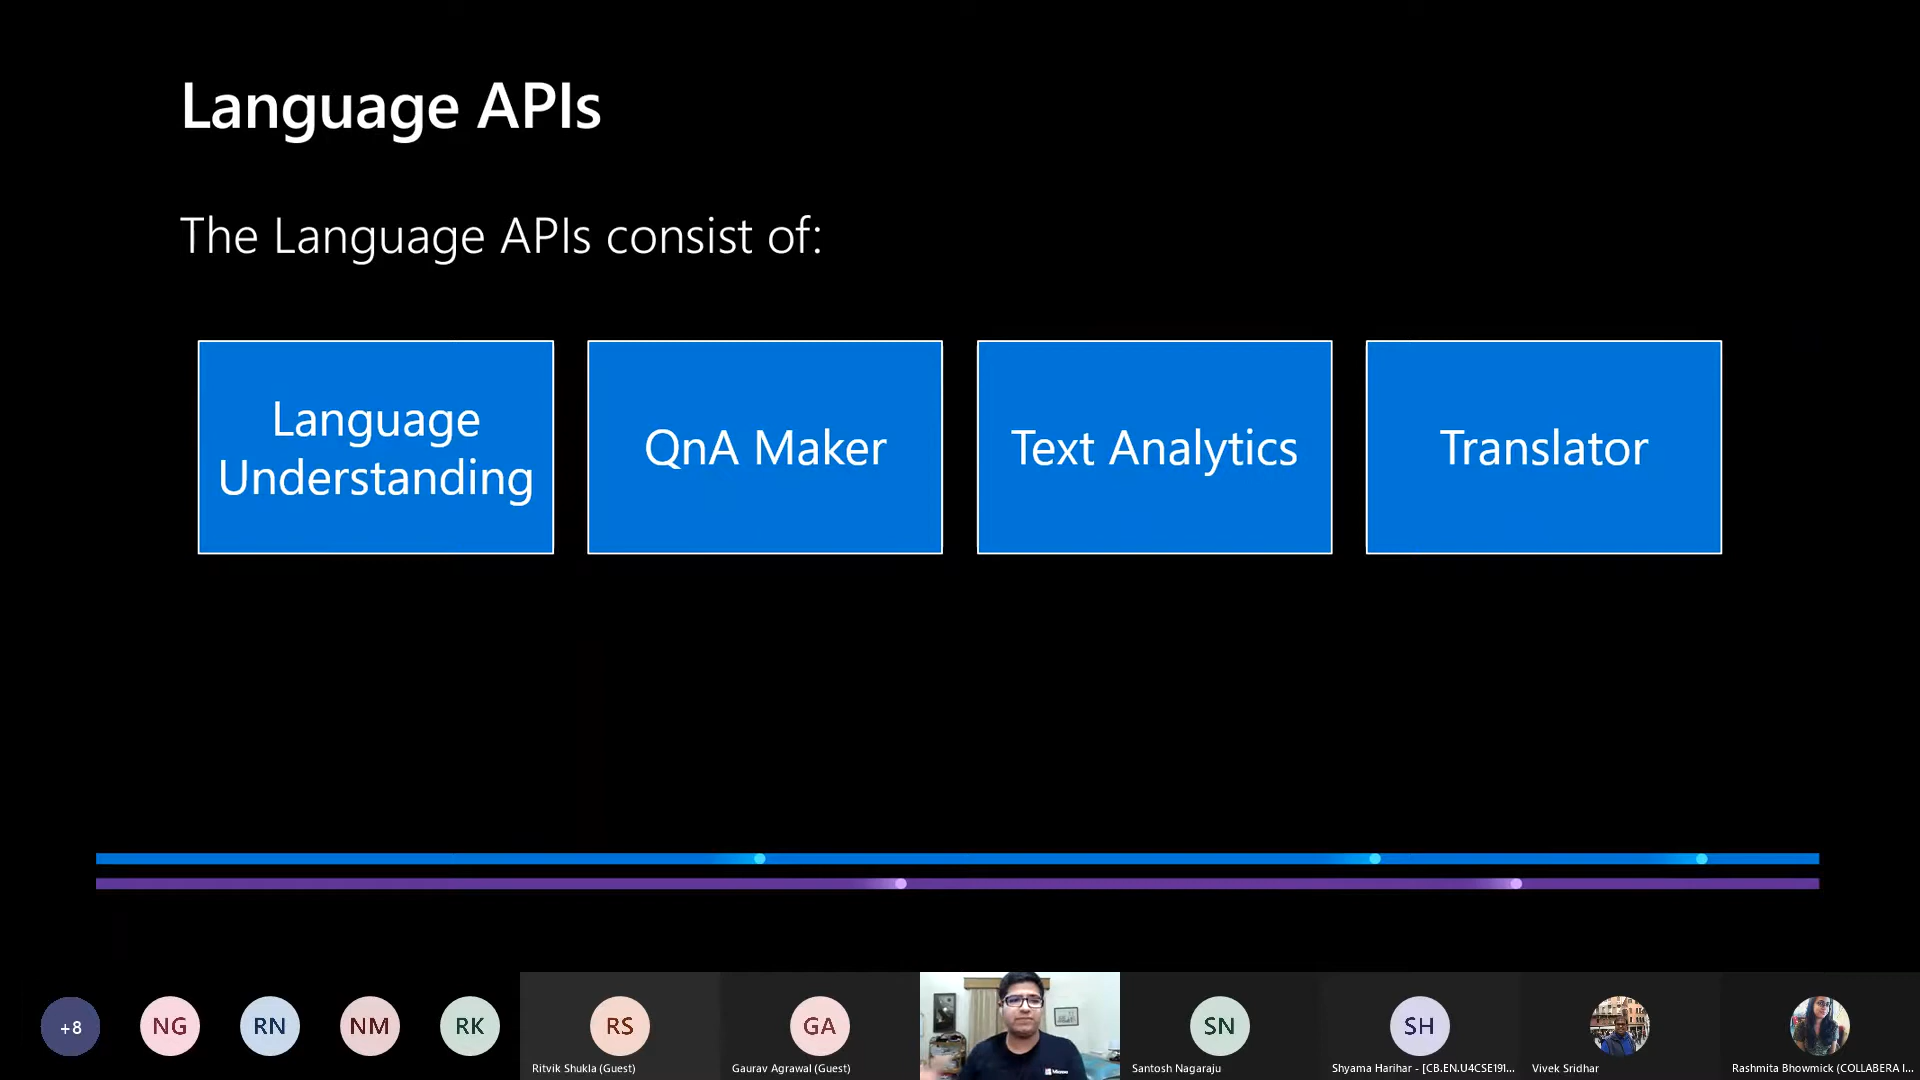 Language APIs
The Language APIs consist of:
Language
Understanding
QnA Maker
Text Analytics
Translator
+8
NG
RN
NM
RK
RS
GA
SN
SH
Ritvik Shukla (Guest)
Gaurav Agrawal (Guest)
Santosh Nagaraju
Shyama Harihar - [CB.EN.U4CSE191...
Vivek Sridhar
Rashmita Bhowmick (COLLABERA I...